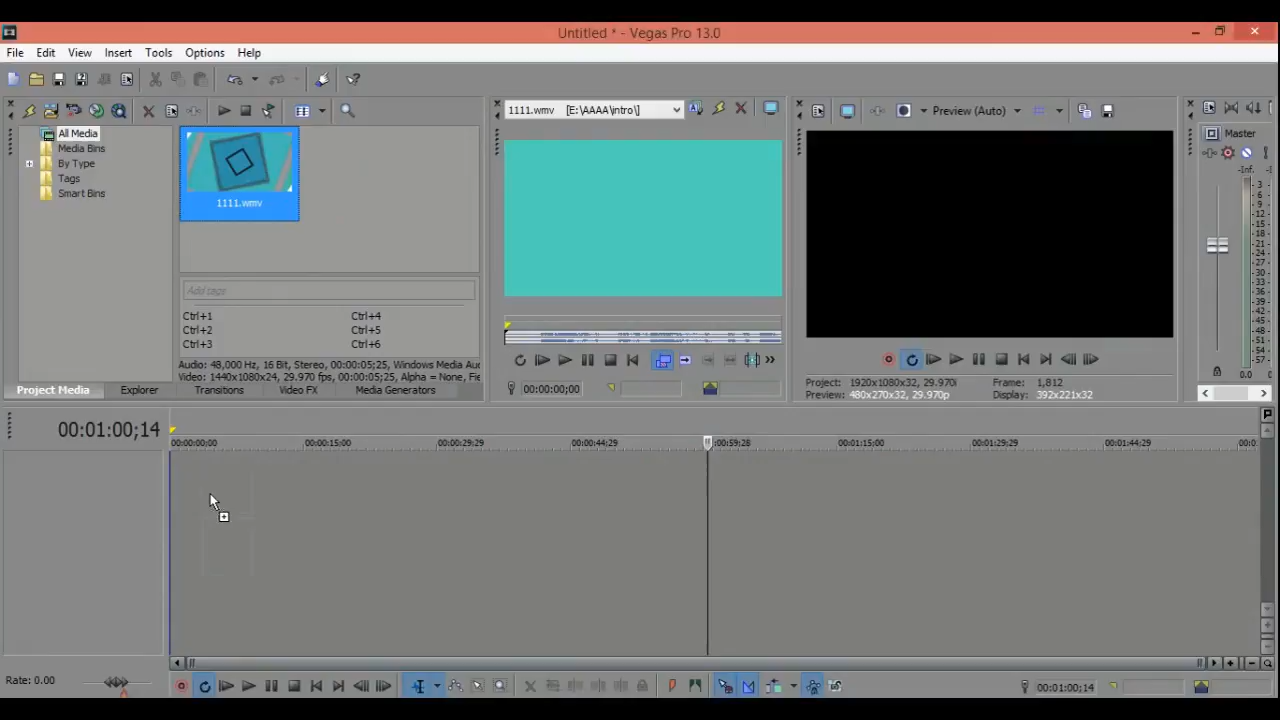 Untitled * - Vegas Pro 13.0
File Edit View Insert Tools Options Help
1111.wmv [E:\AAAA\intro\]
Preview (Auto)
All Media
Media Bins
By Type
Tags
Smart Bins
1111.wmv
Master
-Inf.
3
6
9
12
15
18
21
24
27
30
33
36
39
42
45
48
51
54
57
0.0
Add tags
Ctrl+1 Ctrl+4
Ctrl+2 Ctrl+5
Ctrl+3 Ctrl+6
Audio: 48,000 Hz, 16 Bit, Stereo, 00:00:05;25, Windows Media Au
Video: 1440x1080x24, 29.970 fps, 00:00:05;25, Alpha = None, Fie
Project Media Explorer Transitions Video FX Media Generators
00:00:00;00
Project: 1920x1080x32, 29.970i Frame: 1,812
Preview: 480x270x32, 29.970p Display: 392x221x32
00:01:00;14
00:00:00;00 00:00:15;00 00:00:29;29 00:00:44;29 :00:59;28 00:01:15;00 00:01:29;29 00:01:44;29 00:0
Rate: 0.00
00:01:00;14